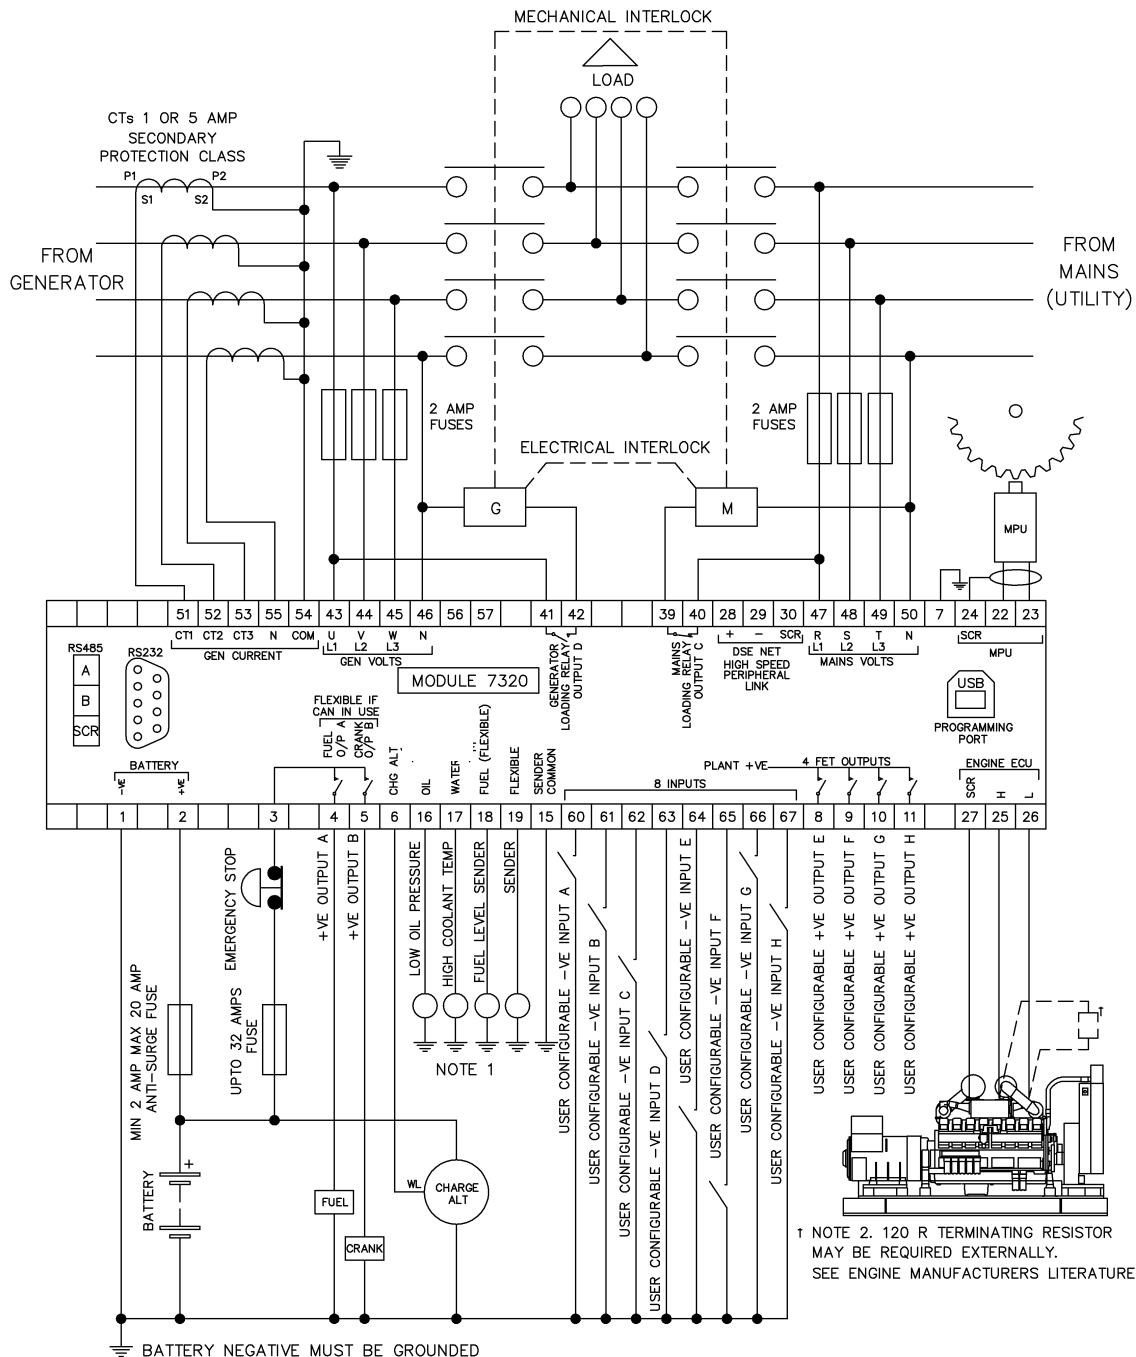 MECHANICAL INTERLOCK
LOAD
CTs 1 OR 5 AMP
SECONDARY
PROTECTION CLASS
P1
P2
S1
S2
FROM
GENERATOR
FROM
MAINS
(UTILITY)
2 AMP
FUSES
2 AMP
FUSES
ELECTRICAL INTERLOCK
G
M
MPU
51 52 53 55 54 43 44 45 46 56 57 41 42 39 40 28 29 30 47 48 49 50 7 24 22 23
CT1 CT2 CT3 N COM U V W N + − SCR R S T N SCR
L1 L2 L3 L1 L2 L3
GEN CURRENT
GEN VOLTS
GENERATOR
LOADING RELAY
OUTPUT D
MAINS
LOADING RELAY
OUTPUT C
DSE NET
HIGH SPEED
PERIPHERAL
LINK
MAINS VOLTS
MPU
RS485
A
B
SCR
RS232
MODULE 7320
USB
PROGRAMMING
PORT
FLEXIBLE IF
CAN IN USE
FUEL
O/P A
CRANK
O/P B
CHG ALT
OIL
WATER
FUEL (FLEXIBLE)
FLEXIBLE
SENDER
COMMON
BATTERY
-VE
+VE
8 INPUTS
PLANT +VE
4 FET OUTPUTS
ENGINE ECU
SCR
H
L
1 2 3 4 5 6 16 17 18 19 15 60 61 62 63 64 65 66 67 8 9 10 11 27 25 26
EMERGENCY STOP
+VE OUTPUT A
+VE OUTPUT B
LOW OIL PRESSURE
HIGH COOLANT TEMP
FUEL LEVEL SENDER
SENDER
USER CONFIGURABLE -VE INPUT A
USER CONFIGURABLE -VE INPUT B
USER CONFIGURABLE -VE INPUT C
USER CONFIGURABLE -VE INPUT D
USER CONFIGURABLE -VE INPUT E
USER CONFIGURABLE -VE INPUT F
USER CONFIGURABLE -VE INPUT G
USER CONFIGURABLE -VE INPUT H
USER CONFIGURABLE +VE OUTPUT E
USER CONFIGURABLE +VE OUTPUT F
USER CONFIGURABLE +VE OUTPUT G
USER CONFIGURABLE +VE OUTPUT H
MIN 2 AMP MAX 20 AMP
ANTI-SURGE FUSE
UPTO 32 AMPS
FUSE
NOTE 1
+
BATTERY
WL
CHARGE
ALT
FUEL
CRANK
†
† NOTE 2. 120 R TERMINATING RESISTOR
MAY BE REQUIRED EXTERNALLY.
SEE ENGINE MANUFACTURERS LITERATURE
BATTERY NEGATIVE MUST BE GROUNDED